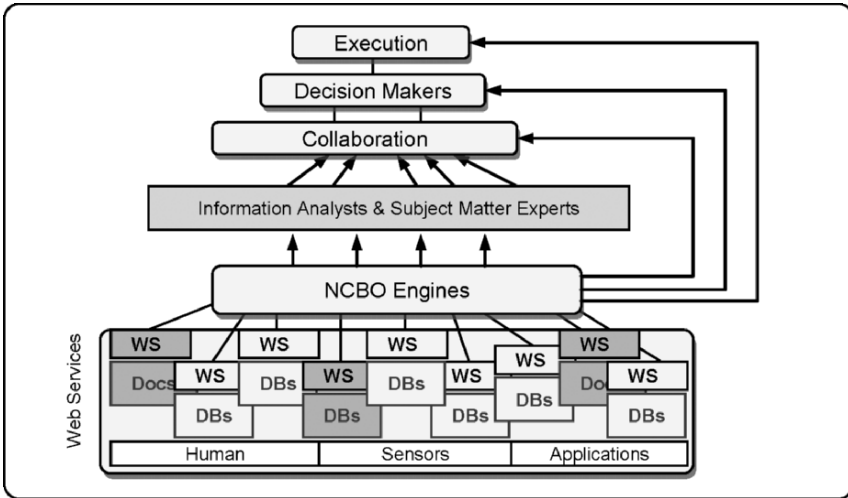 Execution
Decision Makers
Collaboration
Information Analysts & Subject Matter Experts
NCBO Engines
Web Services
WS
WS
WS
WS
WS
WS
WS
WS
WS
Docs
DBs
DBs
DBs
DBs
DBs
DBs
Doc
DBs
Human
Sensors
Applications